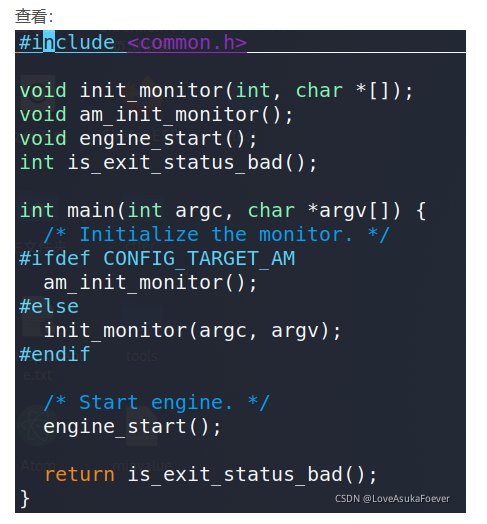 查看:
#include <common.h>
void init_monitor(int, char *[]);
void am_init_monitor();
void engine_start();
int is_exit_status_bad();
int main(int argc, char *argv[]) {
  /* Initialize the monitor. */
#ifdef CONFIG_TARGET_AM
  am_init_monitor();
#else
  init_monitor(argc, argv);
#endif
tools
e.txt
  /* Start engine. */
  engine_start();
  return is_exit_status_bad();
}
CSDN @LoveAsukaFoever